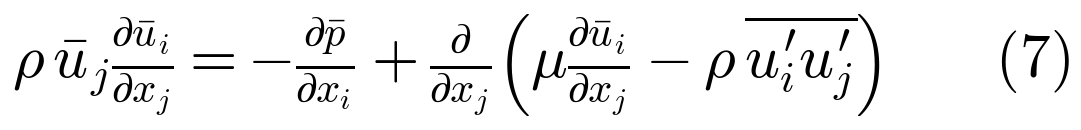 ρ ū_j ∂ū_i/∂x_j = −∂p̄/∂x_i + ∂/∂x_j (μ ∂ū_i/∂x_j − ρ \overline{u′_i u′_j}) (7)